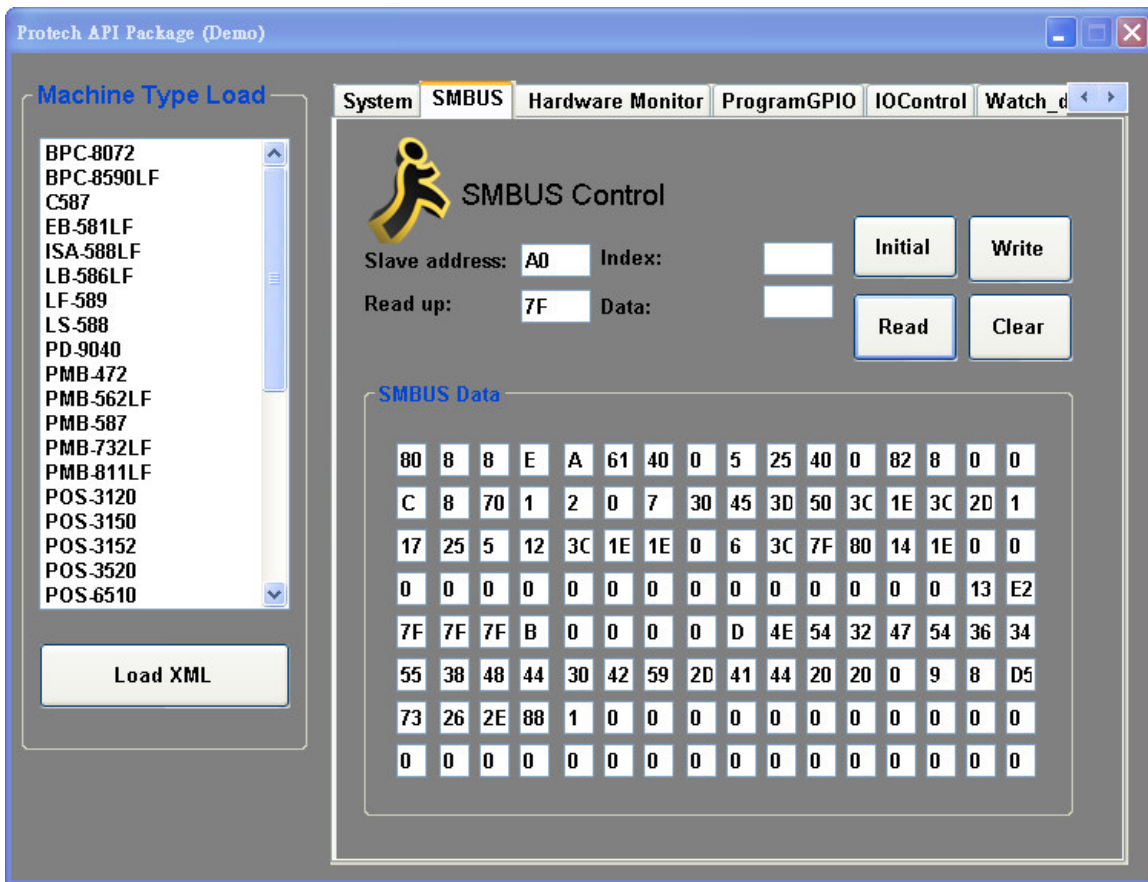 Protech API Package (Demo)
Machine Type Load
BPC-8072
BPC-8590LF
C587
EB-581LF
ISA-588LF
LB-586LF
LF-589
LS-588
PD-9040
PMB-472
PMB-562LF
PMB-587
PMB-732LF
PMB-811LF
POS-3120
POS-3150
POS-3152
POS-3520
POS-6510
Load XML
System SMBUS Hardware Monitor ProgramGPIO IOControl Watch_d
SMBUS Control
Slave address: A0 Index: Initial Write
Read up: 7F Data: Read Clear
SMBUS Data
80 8 8 E A 61 40 0 5 25 40 0 82 8 0 0
C 8 70 1 2 0 7 30 45 3D 50 3C 1E 3C 2D 1
17 25 5 12 3C 1E 1E 0 6 3C 7F 80 14 1E 0 0
0 0 0 0 0 0 0 0 0 0 0 0 0 0 13 E2
7F 7F 7F B 0 0 0 0 D 4E 54 32 47 54 36 34
55 38 48 44 30 42 59 2D 41 44 20 20 0 9 8 D5
73 26 2E 88 1 0 0 0 0 0 0 0 0 0 0 0
0 0 0 0 0 0 0 0 0 0 0 0 0 0 0 0